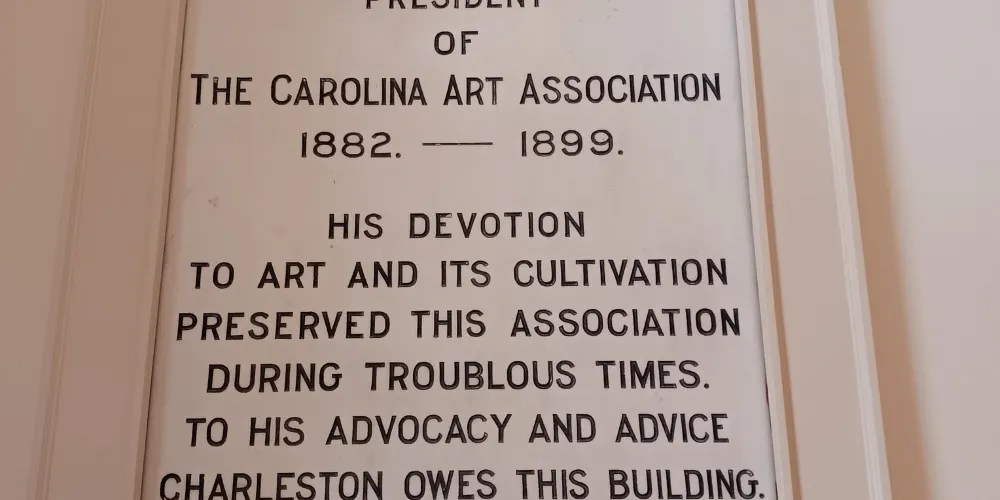 PRESIDENT
OF
THE CAROLINA ART ASSOCIATION
1882. — 1899.
HIS DEVOTION
TO ART AND ITS CULTIVATION
PRESERVED THIS ASSOCIATION
DURING TROUBLOUS TIMES.
TO HIS ADVOCACY AND ADVICE
CHARLESTON OWES THIS BUILDING.